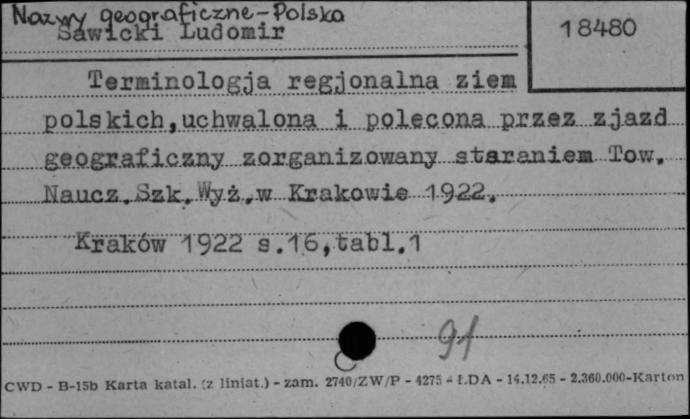 Nazwy geograficzne-Polska
Sawicki Ludomir
18480
Terminologja regjonalna ziem
polskich,uchwalona i polecona przez zjazd
geograficzny zorganizowany staraniem Tow.
Naucz.Szk.Wyż.w Krakowie 1922.
Kraków 1922 s.16,tabl.1
91
CWD - B-15b Karta katal. (z liniat.) - zam. 2740/ZW/P - 4275 - ŁDA - 14.12.65 - 2.360.000-Karton